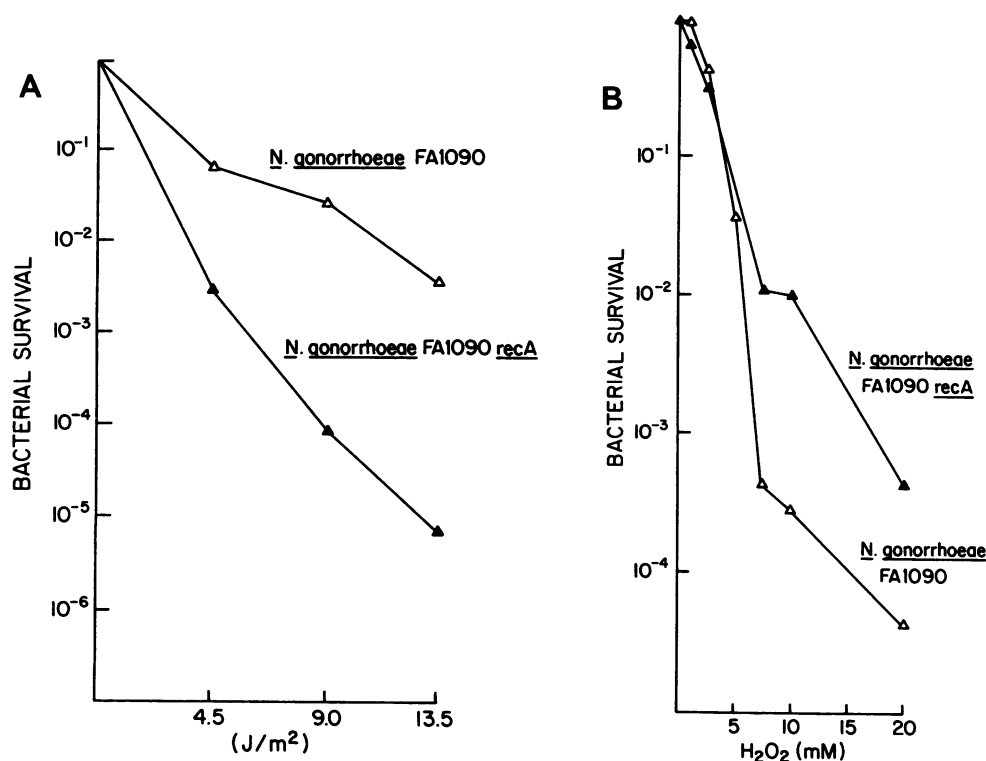 A
BACTERIAL SURVIVAL
10⁻¹
10⁻²
10⁻³
10⁻⁴
10⁻⁵
10⁻⁶
N. gonorrhoeae FA1090
N. gonorrhoeae FA1090 recA
4.5 9.0 13.5
(J/m²)
B
BACTERIAL SURVIVAL
10⁻¹
10⁻²
10⁻³
10⁻⁴
N. gonorrhoeae
FA1090 recA
N. gonorrhoeae
FA1090
5 10 15 20
H₂O₂ (mM)